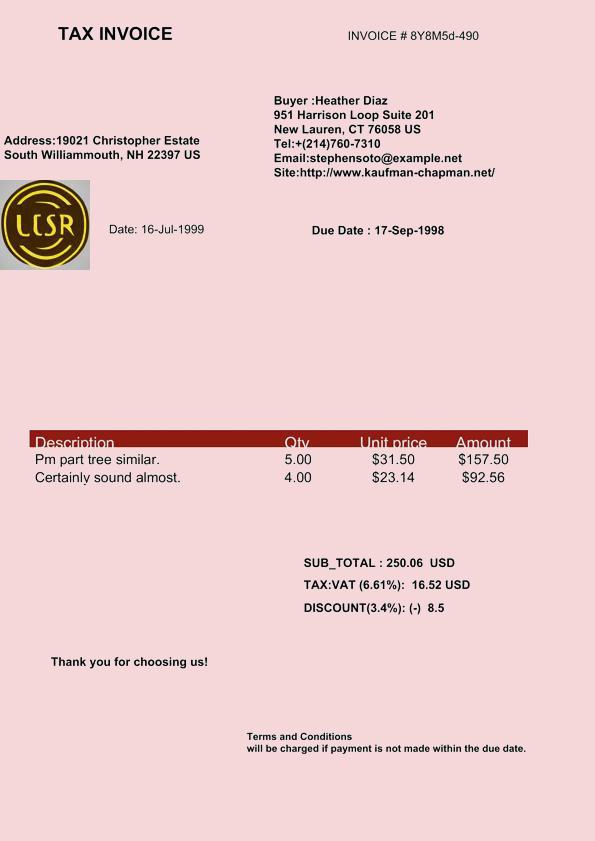 TAX INVOICE
INVOICE # 8Y8M5d-490
Buyer :Heather Diaz
951 Harrison Loop Suite 201
New Lauren, CT 76058 US
Tel:+(214)760-7310
Email:stephensoto@example.net
Site:http://www.kaufman-chapman.net/
Address:19021 Christopher Estate
South Williammouth, NH 22397 US
LCSR
Date: 16-Jul-1999
Due Date : 17-Sep-1998
Description Qty Unit price Amount
Pm part tree similar. 5.00 $31.50 $157.50
Certainly sound almost. 4.00 $23.14 $92.56
SUB_TOTAL : 250.06 USD
TAX:VAT (6.61%): 16.52 USD
DISCOUNT(3.4%): (-) 8.5
Thank you for choosing us!
Terms and Conditions
will be charged if payment is not made within the due date.